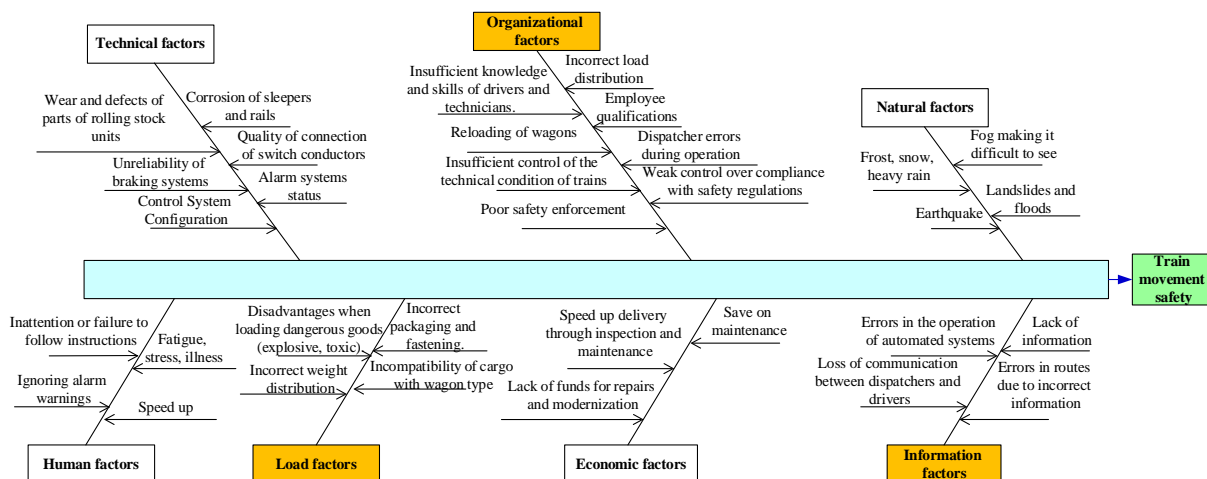 Technical factors
Wear and defects of
parts of rolling stock
units
Corrosion of sleepers
and rails
Quality of connection
of switch conductors
Unreliability of
braking systems
Alarm systems
status
Control System
Configuration
Organizational
factors
Insufficient knowledge
and skills of drivers and
technicians.
Incorrect load
distribution
Employee
qualifications
Reloading of wagons
Dispatcher errors
during operation
Insufficient control of the
technical condition of trains
Weak control over compliance
with safety regulations
Poor safety enforcement
Natural factors
Fog making it
difficult to see
Frost, snow,
heavy rain
Landslides and
floods
Earthquake
Train
movement
safety
Inattention or failure to
follow instructions
Fatigue,
stress, illness
Ignoring alarm
warnings
Speed up
Human factors
Disadvantages when
loading dangerous goods
(explosive, toxic)
Incorrect
packaging and
fastening.
Incorrect weight
distribution
Incompatibility of cargo
with wagon type
Load factors
Speed up delivery
through inspection and
maintenance
Save on
maintenance
Lack of funds for repairs
and modernization
Economic factors
Errors in the operation
of automated systems
Lack of
information
Loss of communication
between dispatchers and
drivers
Errors in routes
due to incorrect
information
Information
factors